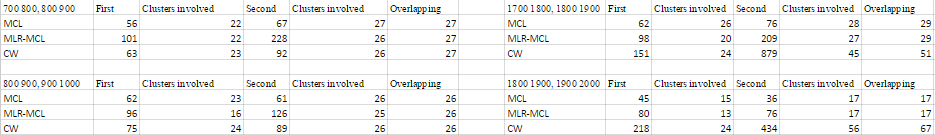 700 800, 800 900 First Clusters involved Second Clusters involved Overlapping
MCL 56 22 67 27 27
MLR-MCL 101 22 228 26 27
CW 63 23 92 26 27
800 900, 900 1000 First Clusters involved Second Clusters involved Overlapping
MCL 62 23 61 26 26
MLR-MCL 96 16 126 25 26
CW 75 24 89 26 26
1700 1800, 1800 1900 First Clusters involved Second Clusters involved Overlapping
MCL 62 26 76 28 29
MLR-MCL 98 20 209 27 29
CW 151 24 879 45 51
1800 1900, 1900 2000 First Clusters involved Second Clusters involved Overlapping
MCL 45 15 36 17 17
MLR-MCL 80 13 76 17 17
CW 218 24 434 56 67